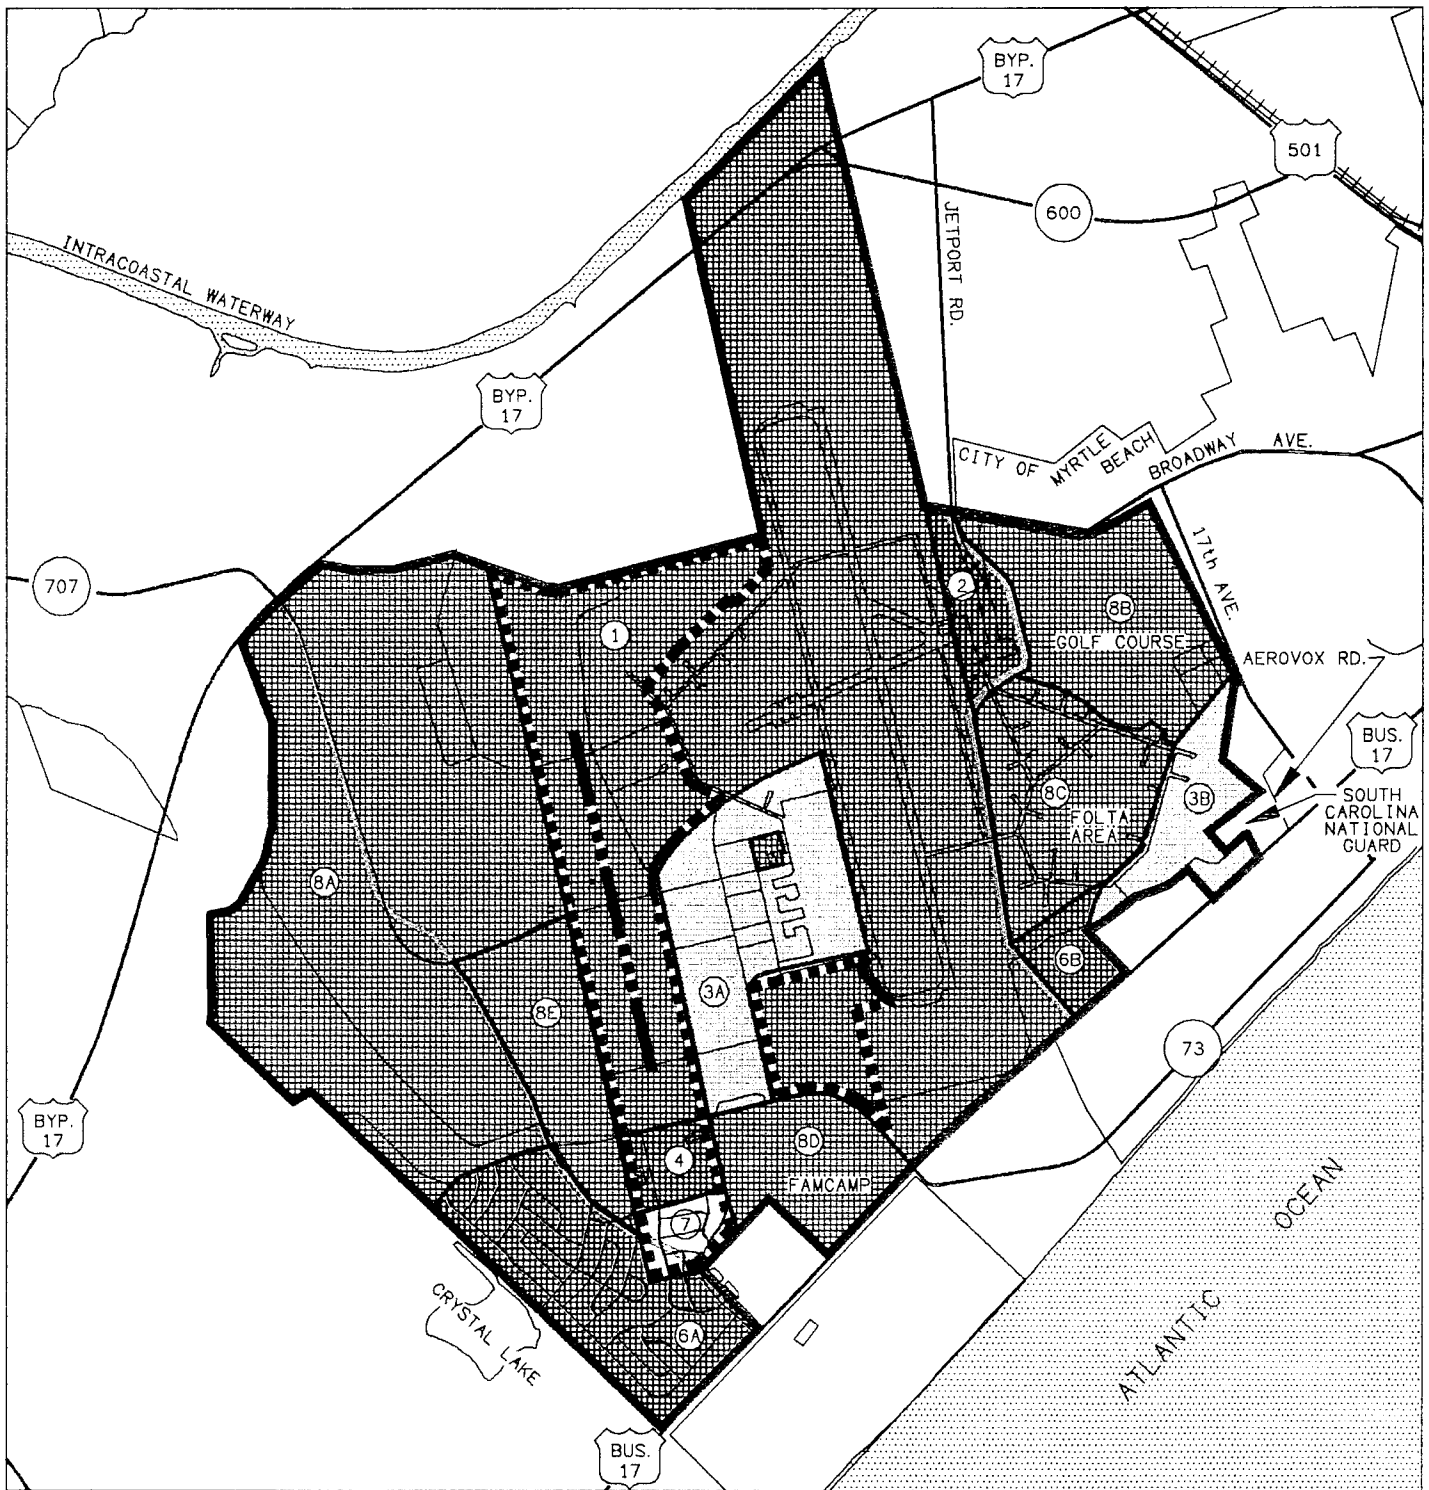 BYP.
17
501
600
JETPORT RD.
INTRACOASTAL WATERWAY
BYP.
17
CITY OF MYRTLE BEACH
BROADWAY AVE.
17th AVE.
707
2
8B
1
GOLF COURSE
AEROVOX RD.
BUS.
17
3B
SOUTH
CAROLINA
NATIONAL
GUARD
8C
FOLTA
AREA
8A
6B
3A
8E
73
BYP.
17
8D
4
FAMCAMP
7
CRYSTAL LAKE
6A
ATLANTIC OCEAN
BUS.
17